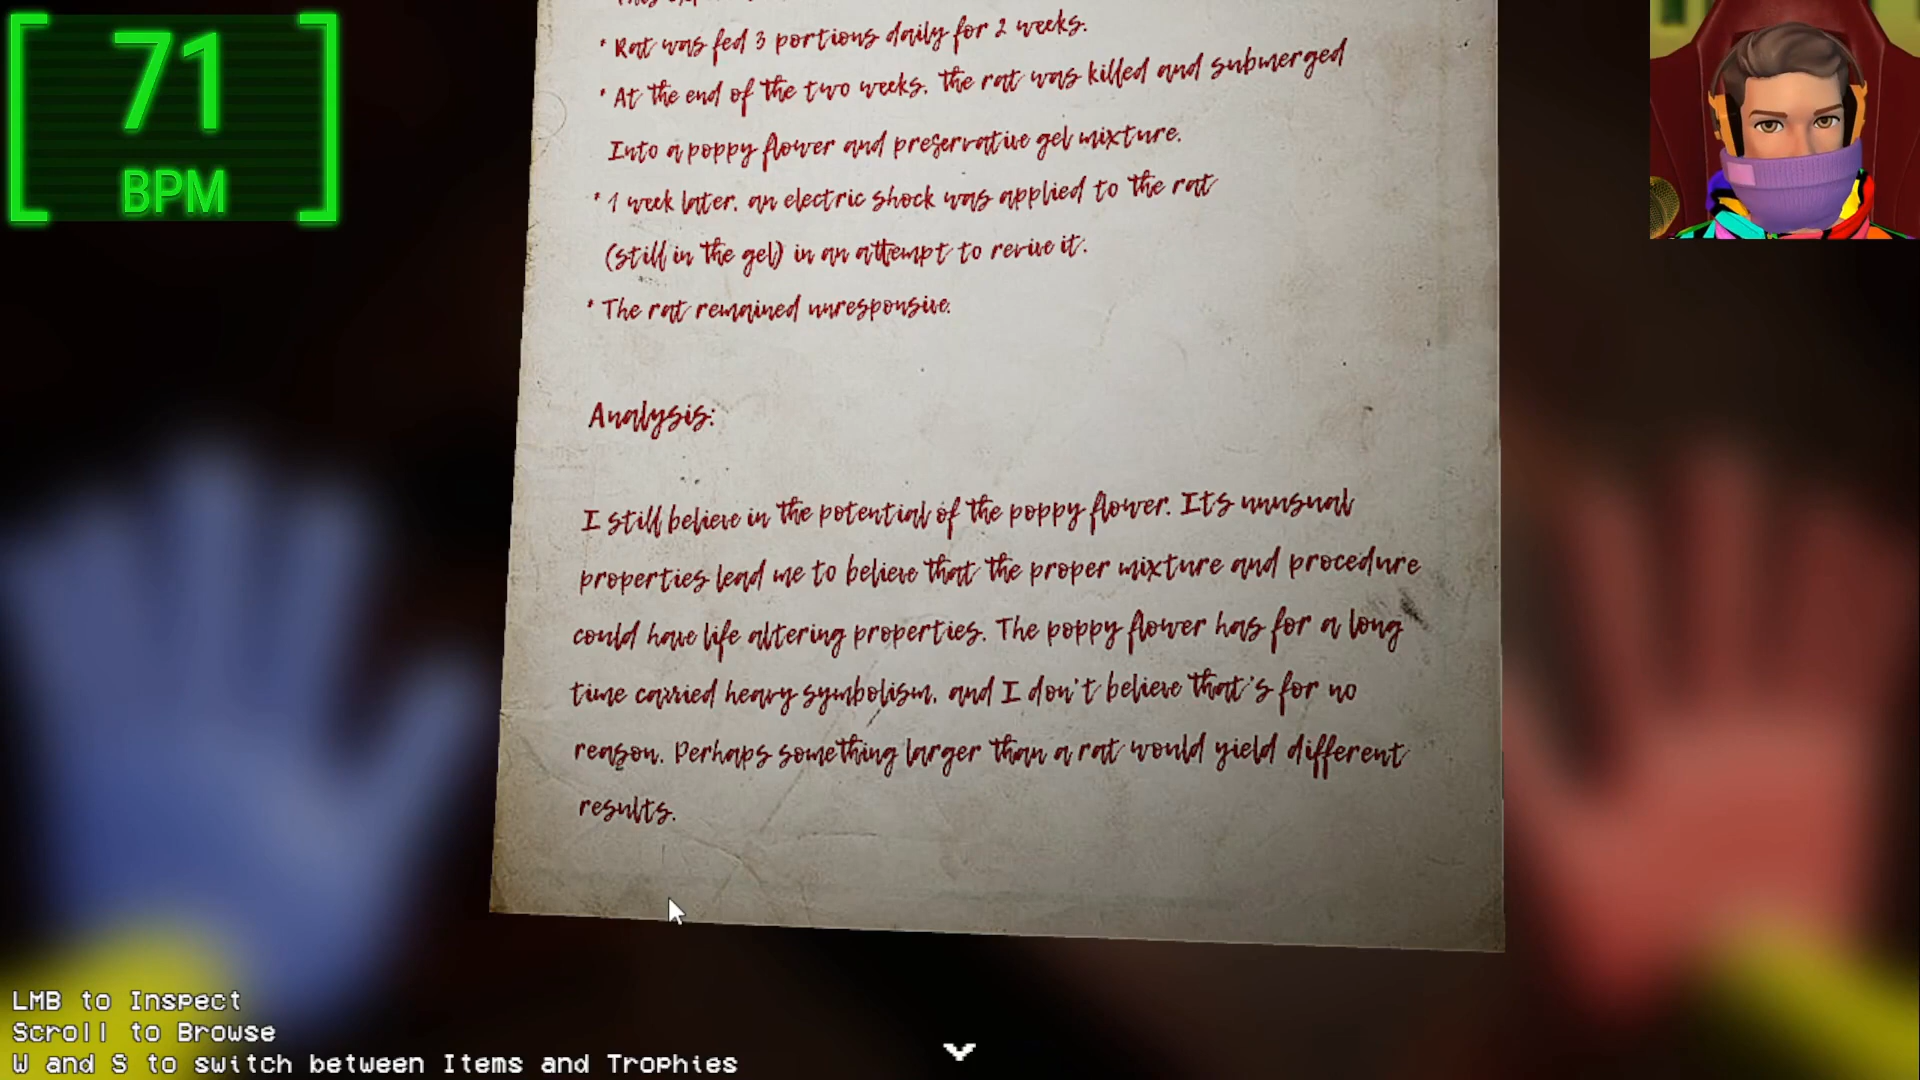 71
BPM
* Rat was fed 3 portions daily for 2 weeks.
* At the end of the two weeks, the rat was killed and submerged
Into a poppy flower and preservative gel mixture.
* 1 week later, an electric shock was applied to the rat
(still in the gel) in an attempt to revive it.
* The rat remained unresponsive.
Analysis:
I still believe in the potential of the poppy flower. Its unusual
properties lead me to believe that the proper mixture and procedure
could have life altering properties. The poppy flower has for a long
time carried heavy symbolism, and I don't believe that's for no
reason. Perhaps something larger than a rat would yield different
results.
LMB to Inspect
Scroll to Browse
W and S to switch between Items and Trophies